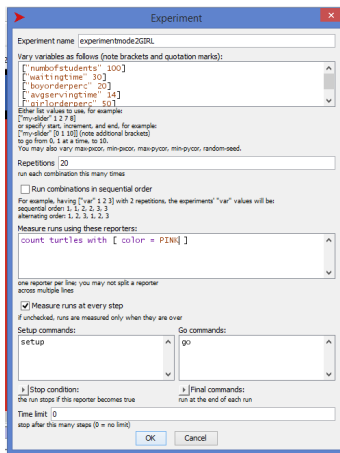 Experiment
Experiment name experimentmode2GIRL
Vary variables as follows (note brackets and quotation marks):
["numbofstudents" 100]
["waitingtime" 30]
["boyorderperc" 20]
["avgservingtime" 14]
["girlorderperc" 50]
Either list values to use, for example:
["my-slider" 1 2 7 8]
or specify start, increment, and end, for example:
["my-slider" [0 1 10]] (note additional brackets)
to go from 0, 1 at a time, to 10.
You may also vary max-pxcor, min-pxcor, max-pycor, min-pycor, random-seed.
Repetitions 20
run each combination this many times
Run combinations in sequential order
For example, having ["var" 1 2 3] with 2 repetitions, the experiments' "var" values will be:
sequential order: 1, 1, 2, 2, 3, 3
alternating order: 1, 2, 3, 1, 2, 3
Measure runs using these reporters:
count turtles with [ color = PINK ]
one reporter per line; you may not split a reporter
across multiple lines
Measure runs at every step
if unchecked, runs are measured only when they are over
Setup commands: Go commands:
setup go
Stop condition: Final commands:
the run stops if this reporter becomes true run at the end of each run
Time limit 0
stop after this many steps (0 = no limit)
OK Cancel